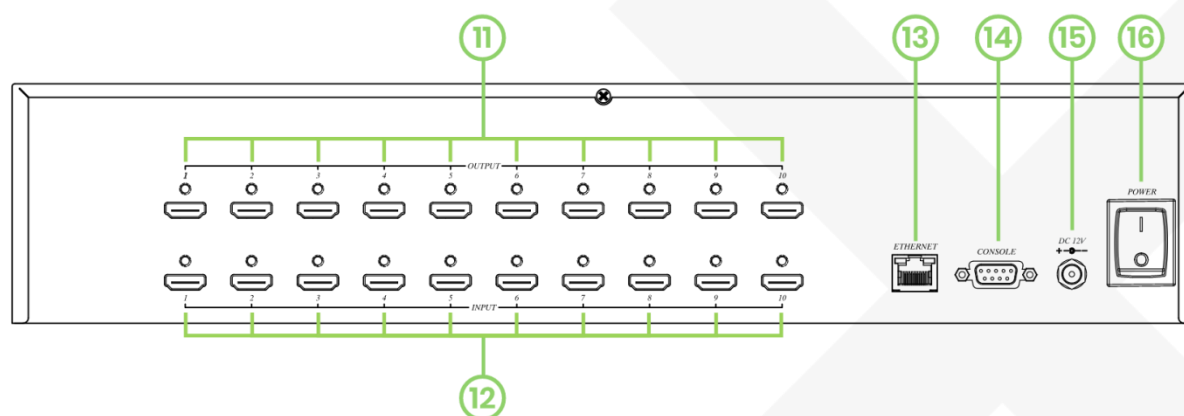 11 13 14 15 16
1 2 3 4 5 6 7 8 9 10
OUTPUT
POWER
ETHERNET CONSOLE DC 12V
+ -
1 2 3 4 5 6 7 8 9 10
INPUT
12